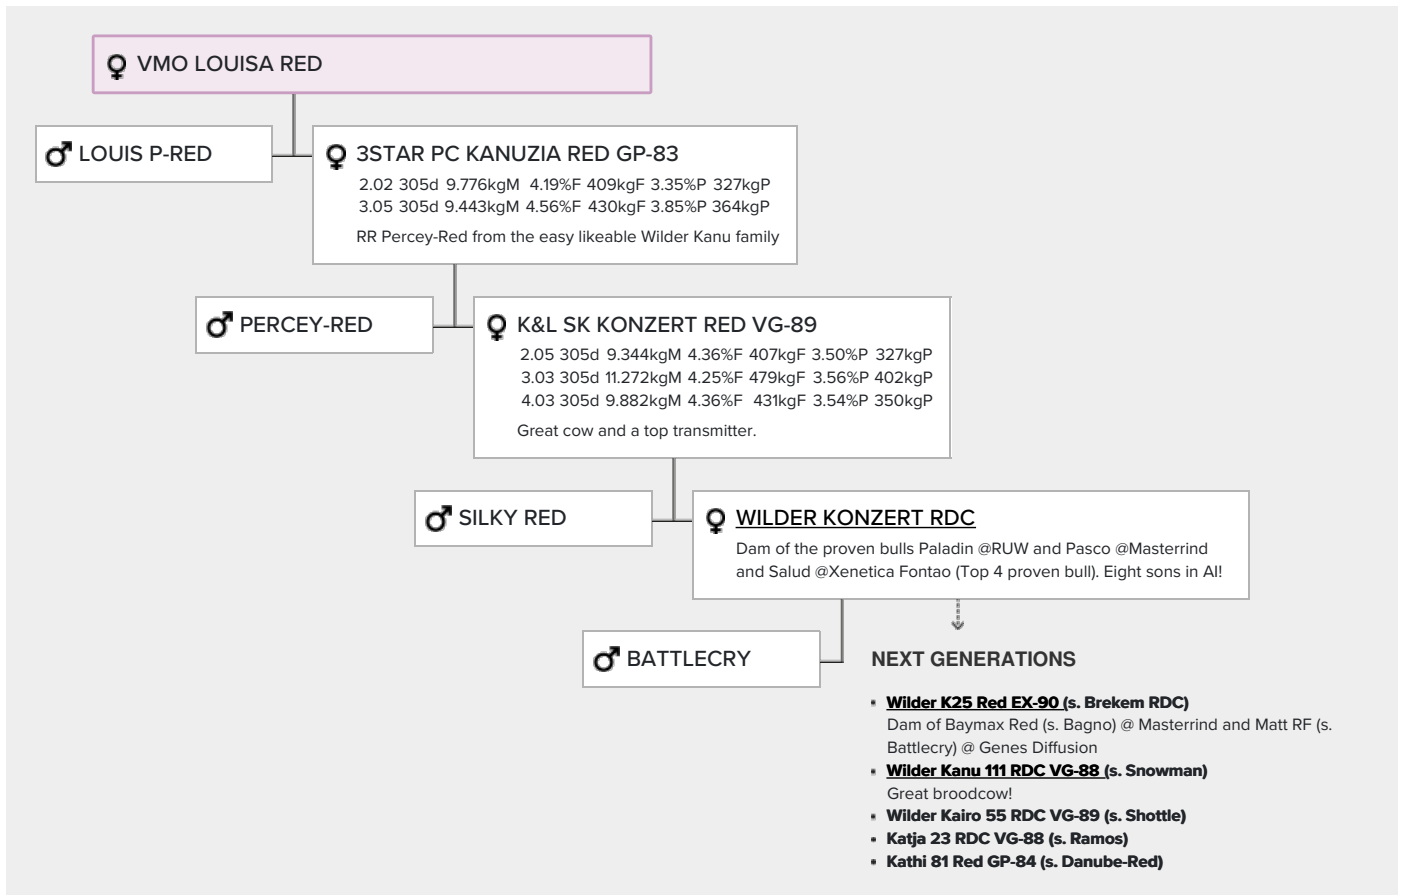 VMO LOUISA RED
LOUIS P-RED
3STAR PC KANUZIA RED GP-83
2.02 305d 9.776kgM 4.19%F 409kgF 3.35%P 327kgP
3.05 305d 9.443kgM 4.56%F 430kgF 3.85%P 364kgP
RR Percey-Red from the easy likeable Wilder Kanu family
PERCEY-RED
K&L SK KONZERT RED VG-89
2.05 305d 9.344kgM 4.36%F 407kgF 3.50%P 327kgP
3.03 305d 11.272kgM 4.25%F 479kgF 3.56%P 402kgP
4.03 305d 9.882kgM 4.36%F 431kgF 3.54%P 350kgP
Great cow and a top transmitter.
SILKY RED
WILDER KONZERT RDC
Dam of the proven bulls Paladin @RUW and Pasco @Masterrind
and Salud @Xenetica Fontao (Top 4 proven bull). Eight sons in AI!
BATTLECRY
NEXT GENERATIONS
Wilder K25 Red EX-90 (s. Brekem RDC)
Dam of Baymax Red (s. Bagno) @ Masterrind and Matt RF (s.
Battlecry) @ Genes Diffusion
Wilder Kanu 111 RDC VG-88 (s. Snowman)
Great broodcow!
Wilder Kairo 55 RDC VG-89 (s. Shottle)
Katja 23 RDC VG-88 (s. Ramos)
Kathi 81 Red GP-84 (s. Danube-Red)